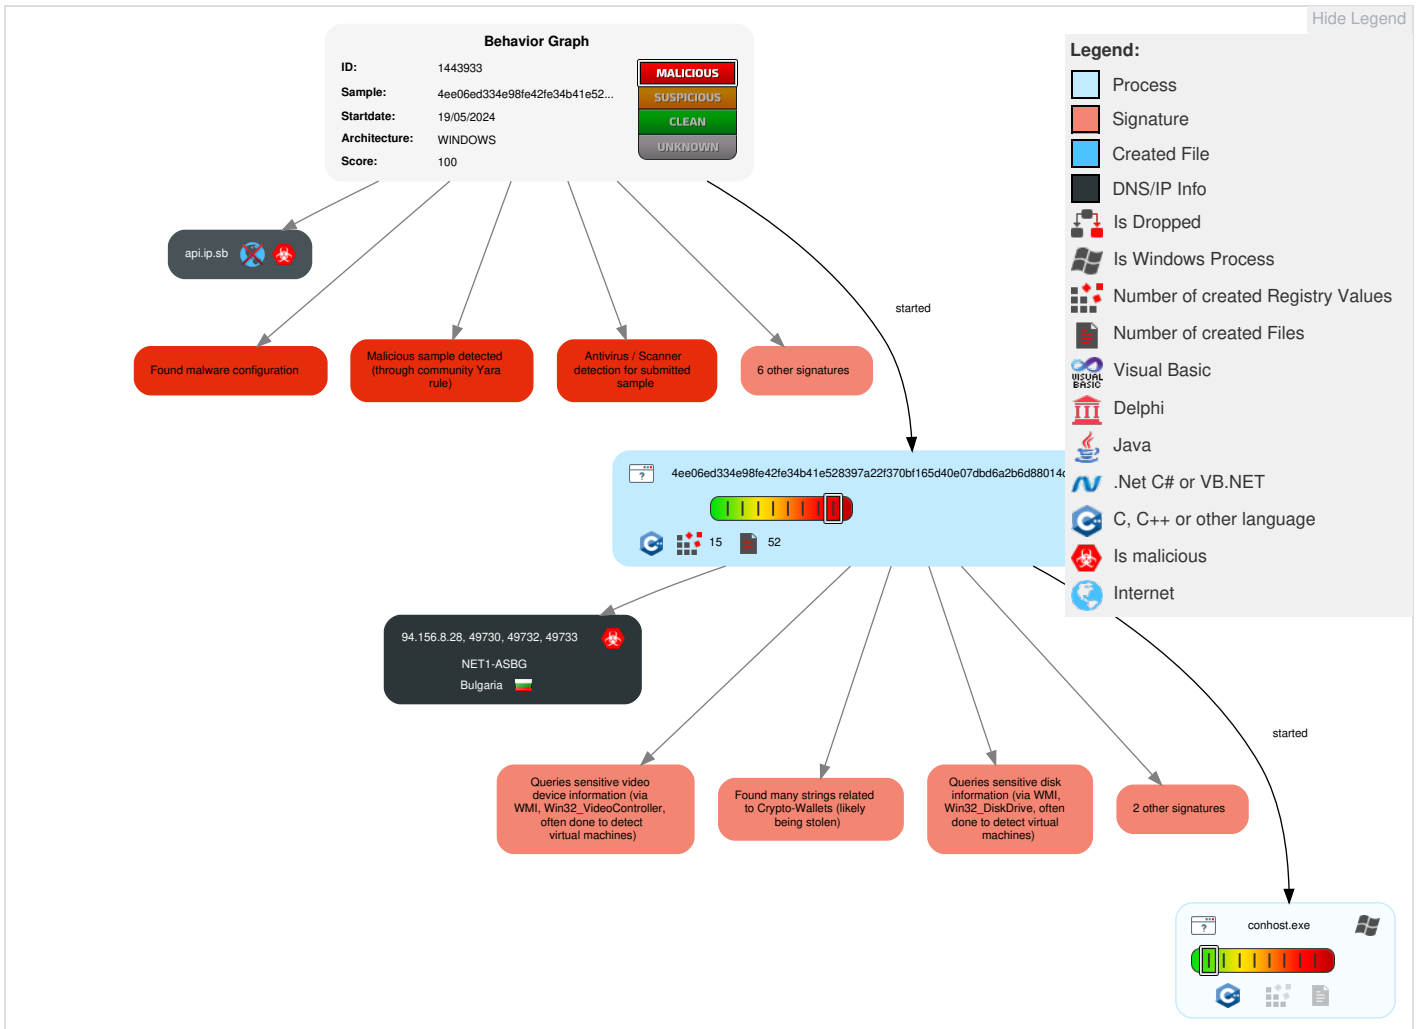 Hide Legend
Behavior Graph
ID: 1443933
Sample: 4ee06ed334e98fe42fe34b41e52...
Startdate: 19/05/2024
Architecture: WINDOWS
Score: 100
MALICIOUS
SUSPICIOUS
CLEAN
UNKNOWN
Legend:
Process
Signature
Created File
DNS/IP Info
Is Dropped
Is Windows Process
Number of created Registry Values
Number of created Files
VISUAL
BASIC
Visual Basic
Delphi
Java
.Net C# or VB.NET
C, C++ or other language
Is malicious
Internet
api.ip.sb
started
Found malware configuration
Malicious sample detected
(through community Yara
rule)
Antivirus / Scanner
detection for submitted
sample
6 other signatures
4ee06ed334e98fe42fe34b41e528397a22f370bf165d40e07dbd6a2b6d88014
15
52
94.156.8.28, 49730, 49732, 49733
NET1-ASBG
Bulgaria
started
Queries sensitive video
device information (via
WMI, Win32_VideoController,
often done to detect
virtual machines)
Found many strings related
to Crypto-Wallets (likely
being stolen)
Queries sensitive disk
information (via WMI,
Win32_DiskDrive, often
done to detect virtual
machines)
2 other signatures
conhost.exe